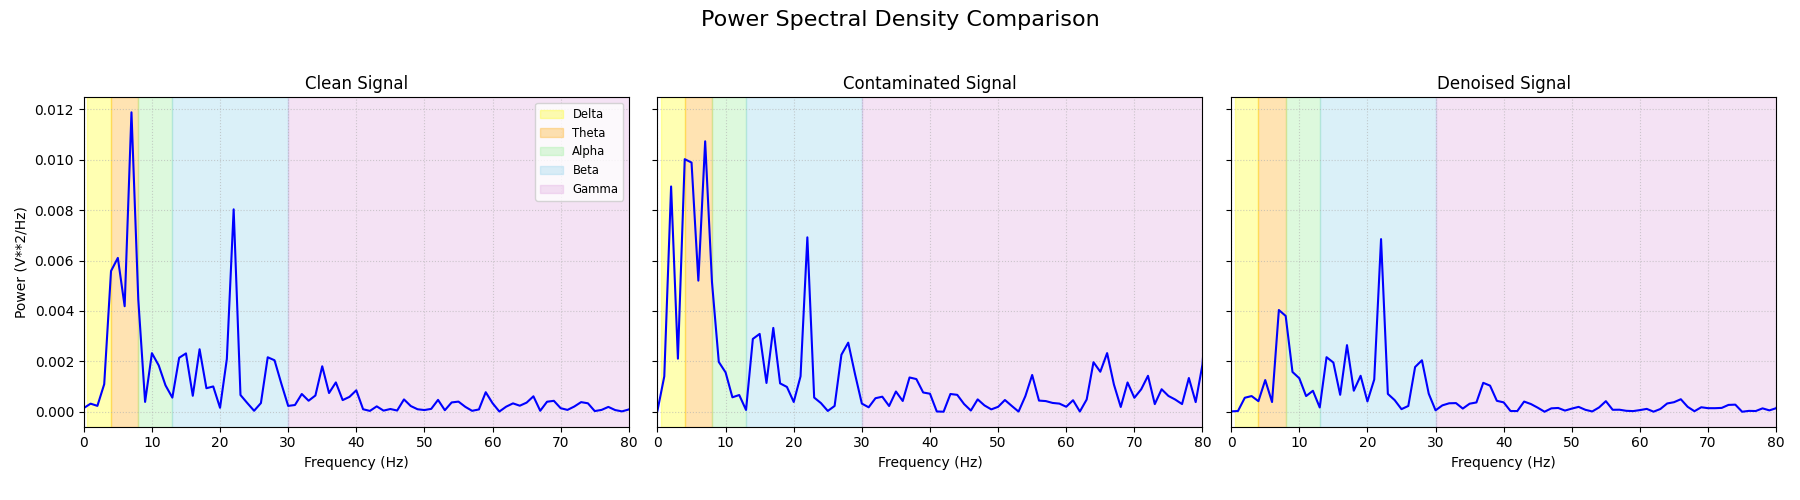 Power Spectral Density Comparison
Clean Signal
Contaminated Signal
Denoised Signal
Power (V**2/Hz)
0.012
0.010
0.008
0.006
0.004
0.002
0.000
Delta
Theta
Alpha
Beta
Gamma
0 10 20 30 40 50 60 70 80
0 10 20 30 40 50 60 70 80
0 10 20 30 40 50 60 70 80
Frequency (Hz)
Frequency (Hz)
Frequency (Hz)